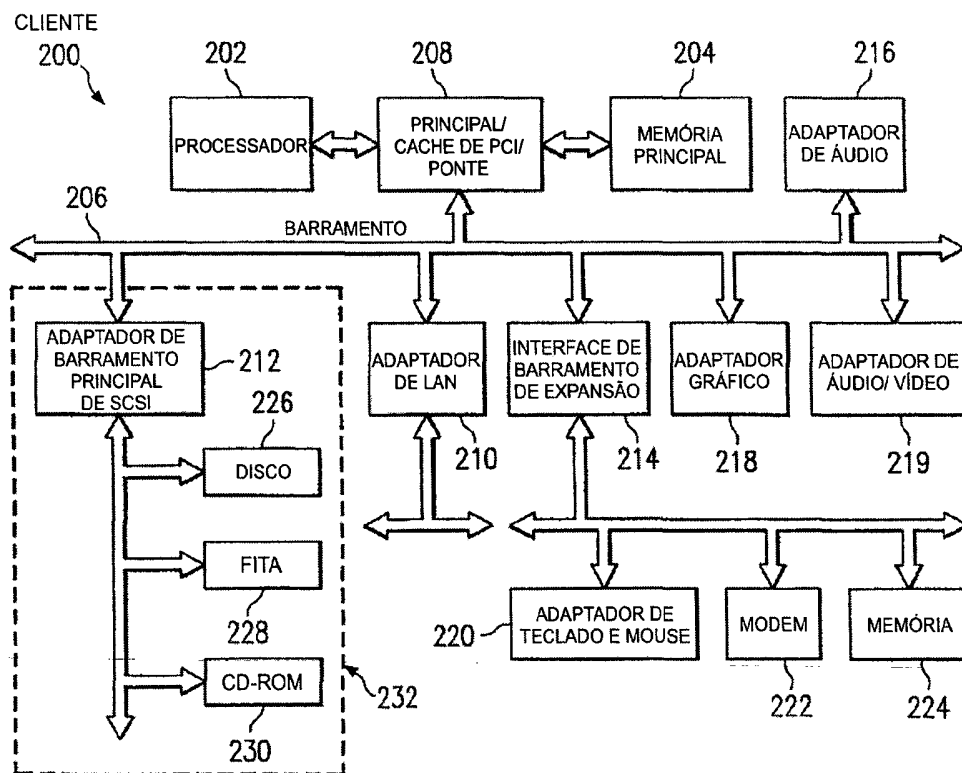 CLIENTE
200
202
208
204
216
PROCESSADOR
PRINCIPAL/
CACHE DE PCI/
PONTE
MEMÓRIA
PRINCIPAL
ADAPTADOR
DE ÁUDIO
206
BARRAMENTO
ADAPTADOR DE
BARRAMENTO
PRINCIPAL
DE SCSI
212
ADAPTADOR
DE LAN
210
INTERFACE DE
BARRAMENTO
DE EXPANSÃO
214
ADAPTADOR
GRÁFICO
218
ADAPTADOR DE
ÁUDIO/ VÍDEO
219
226
DISCO
FITA
228
CD-ROM
230
232
220
ADAPTADOR DE
TECLADO E MOUSE
MODEM
222
MEMÓRIA
224